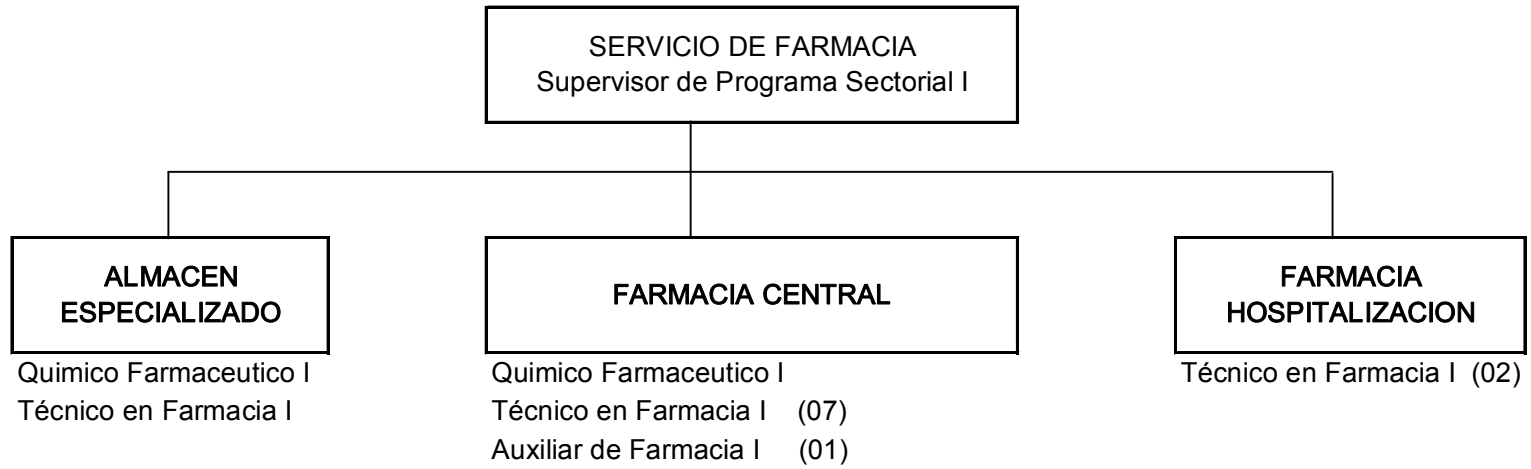 SERVICIO DE FARMACIA
Supervisor de Programa Sectorial I
ALMACEN
ESPECIALIZADO
Quimico Farmaceutico I
Técnico en Farmacia I
FARMACIA CENTRAL
Quimico Farmaceutico I
Técnico en Farmacia I (07)
Auxiliar de Farmacia I (01)
FARMACIA
HOSPITALIZACION
Técnico en Farmacia I (02)